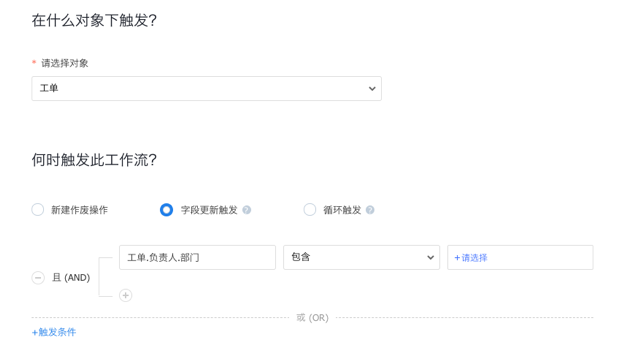 在什么对象下触发?
* 请选择对象
工单
何时触发此工作流?
新建作废操作 字段更新触发 ? 循环触发 ?
工单.负责人.部门 包含 +请选择
且 (AND)
或 (OR)
+触发条件